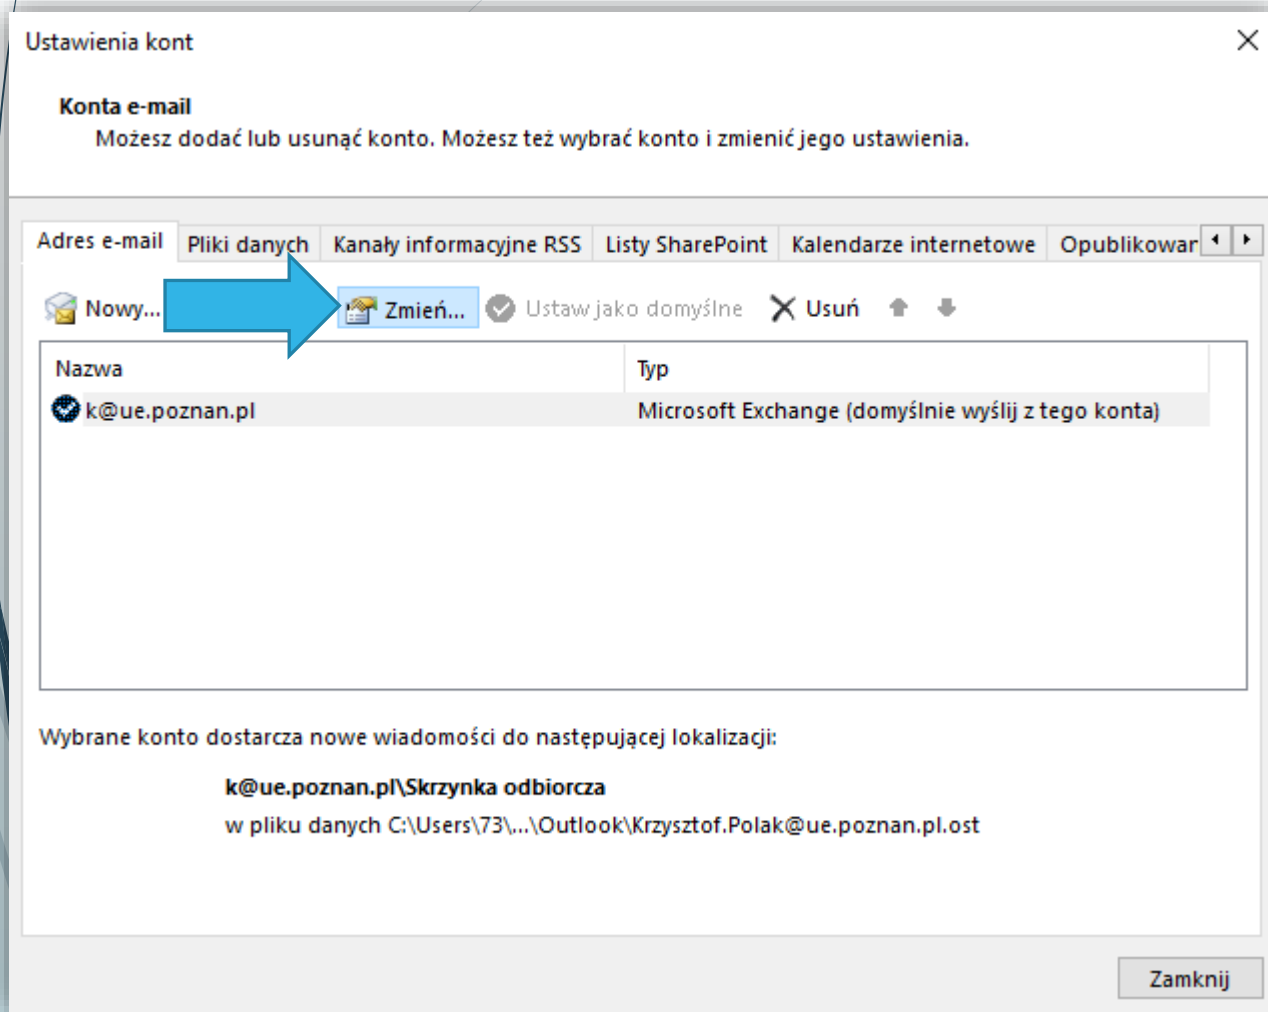 Ustawienia kont
Konta e-mail
Możesz dodać lub usunąć konto. Możesz też wybrać konto i zmienić jego ustawienia.
Adres e-mail Pliki danych Kanały informacyjne RSS Listy SharePoint Kalendarze internetowe Opublikowar
Nowy... Zmień... Ustaw jako domyślne Usuń
Nazwa Typ
k@ue.poznan.pl Microsoft Exchange (domyślnie wyślij z tego konta)
Wybrane konto dostarcza nowe wiadomości do następującej lokalizacji:
k@ue.poznan.pl\Skrzynka odbiorcza
w pliku danych C:\Users\73\...\Outlook\Krzysztof.Polak@ue.poznan.pl.ost
Zamknij